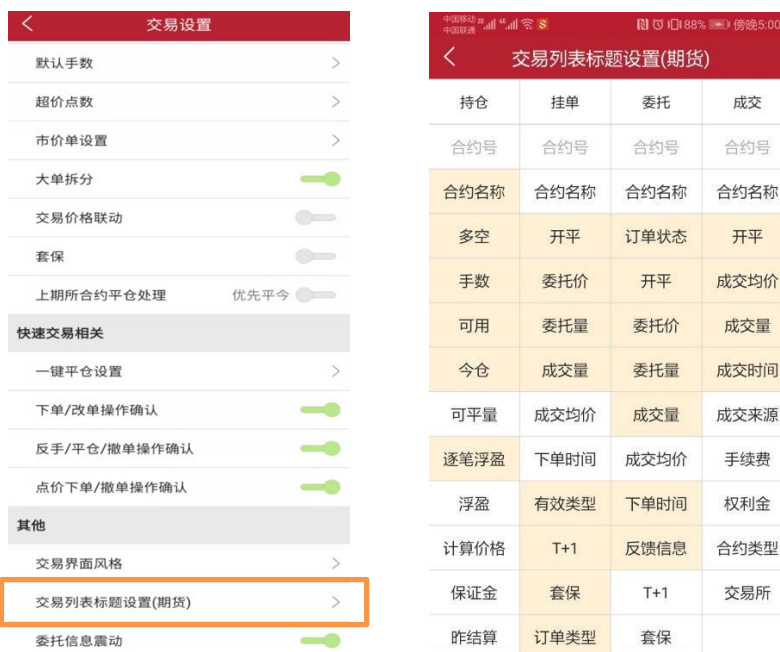 交易设置
默认手数
超价点数
市价单设置
大单拆分
交易价格联动
套保
上期所合约平仓处理 优先平今
快速交易相关
一键平仓设置
下单/改单操作确认
反手/平仓/撤单操作确认
点价下单/撤单操作确认
其他
交易界面风格
交易列表标题设置(期货)
委托信息震动
中国移动 中国联通 88% 傍晚5:00
交易列表标题设置(期货)
持仓 挂单 委托 成交
合约号 合约号 合约号 合约号
合约名称 合约名称 合约名称 合约名称
多空 开平 订单状态 开平
手数 委托价 开平 成交均价
可用 委托量 委托价 成交量
今仓 成交量 委托量 成交时间
可平量 成交均价 成交量 成交来源
逐笔浮盈 下单时间 成交均价 手续费
浮盈 有效类型 下单时间 权利金
计算价格 T+1 反馈信息 合约类型
保证金 套保 T+1 交易所
昨结算 订单类型 套保